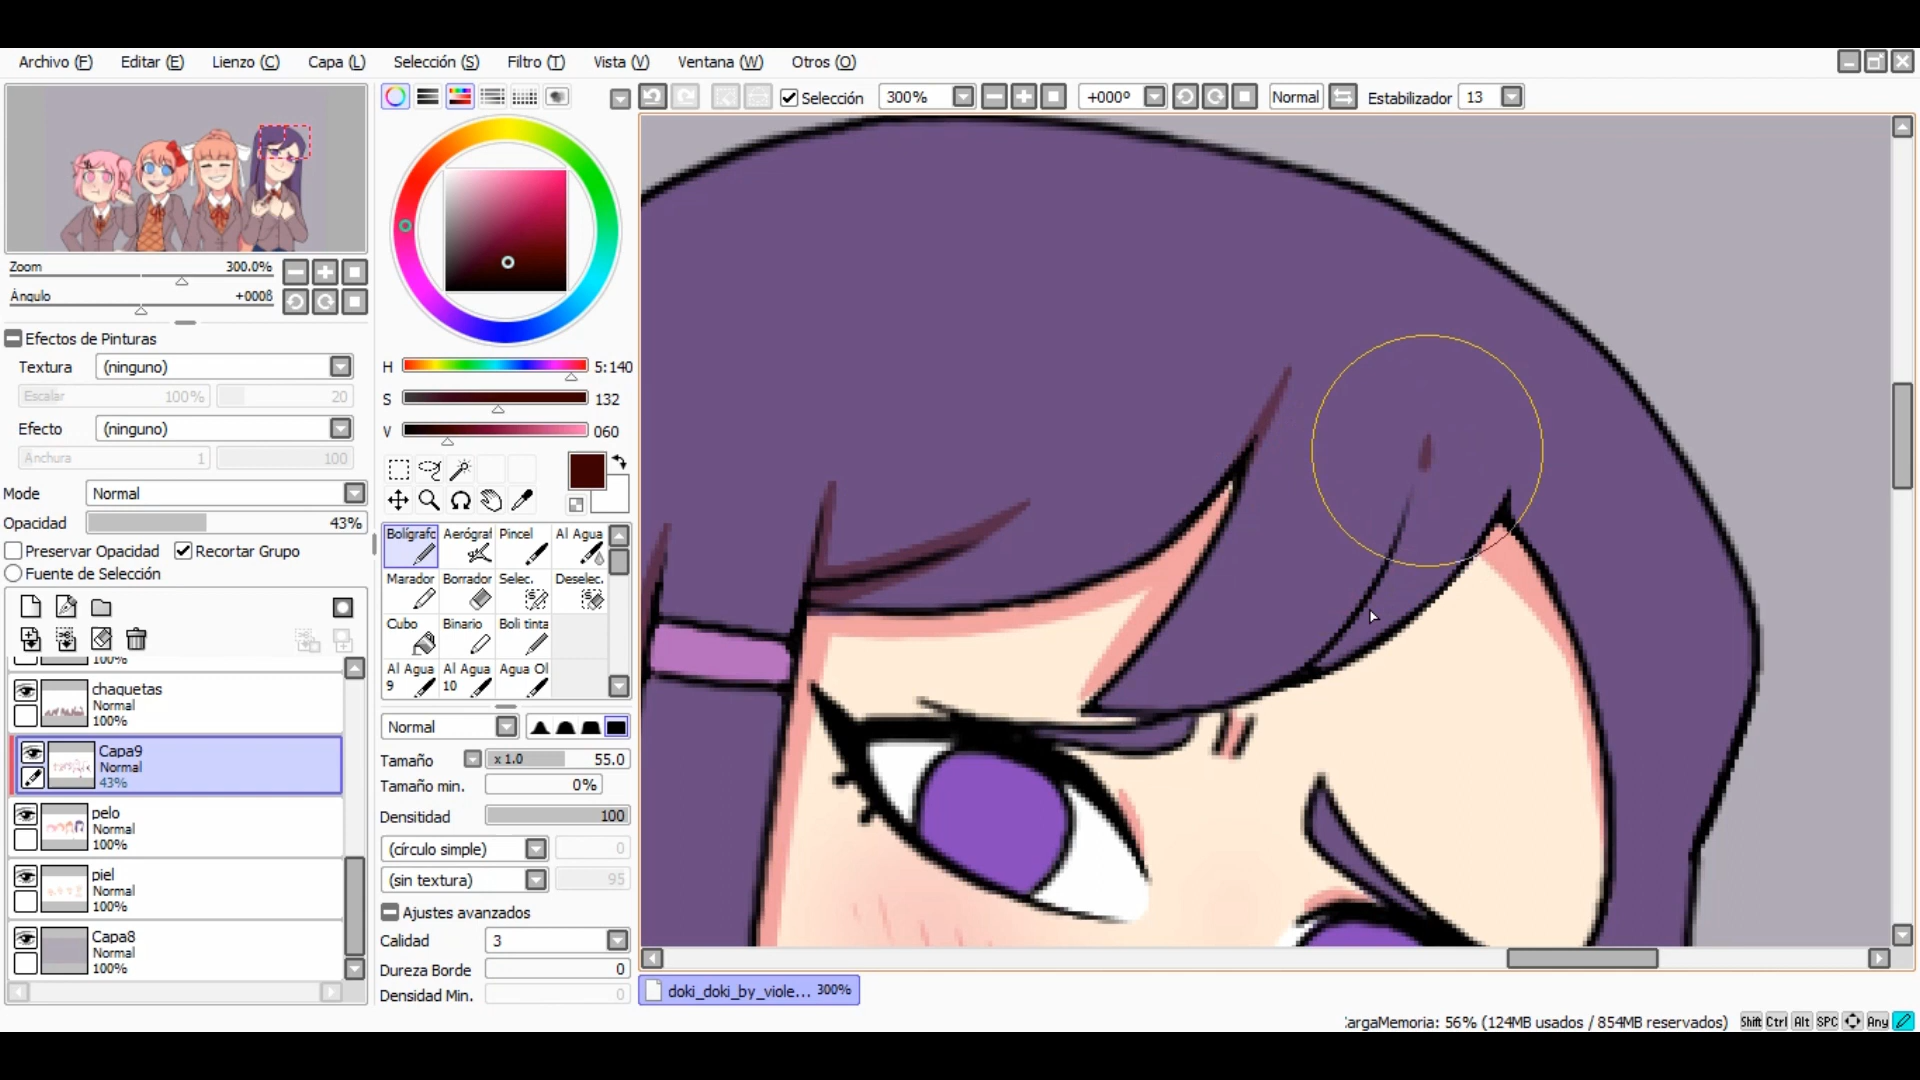 Archivo (F) Editar (E) Lienzo (C) Capa (L) Selección (S) Filtro (T) Vista (V) Ventana (W) Otros (O)
Selección 300% +000º Normal Estabilizador 13
Zoom 300.0%
Ángulo +000ß
Efectos de Pinturas
Textura (ninguno)
Escalar 100% 20
Efecto (ninguno)
Anchura 1 100
Mode Normal
Opacidad 43%
Preservar Opacidad Recortar Grupo
Fuente de Selección
100%
chaquetas
Normal
100%
Capa9
Normal
43%
pelo
Normal
100%
piel
Normal
100%
Capa8
Normal
100%
H 5:140
S 132
V 060
Bolígrafo Aerógraf Pincel Al Agua
Marador Borrador Selec. Deselec.
Cubo Binario Boli tinta
Al Agua 9 Al Agua 10 Agua Ol
Normal
Tamaño x 1.0 55.0
Tamaño min. 0%
Densitidad 100
(círculo simple) 0
(sin textura) 95
Ajustes avanzados
Calidad 3
Dureza Borde 0
Densidad Min. 0
doki_doki_by_viole... 300%
argaMemoria: 56% (124MB usados / 854MB reservados) Shift Ctrl Alt SPC Any